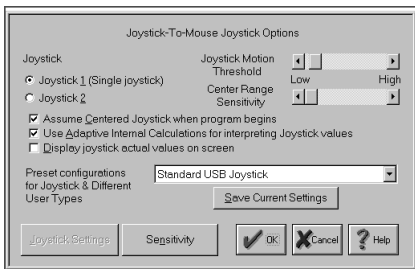 Joystick-To-Mouse Joystick Options
Joystick
Joystick 1 (Single joystick)
Joystick 2
Joystick Motion
Threshold
Low High
Center Range
Sensitivity
Assume Centered Joystick when program begins
Use Adaptive Internal Calculations for interpreting Joystick values
Display joystick actual values on screen
Preset configurations
for Joystick & Different
User Types
Standard USB Joystick
Save Current Settings
Joystick Settings
Sensitivity
OK
Cancel
Help